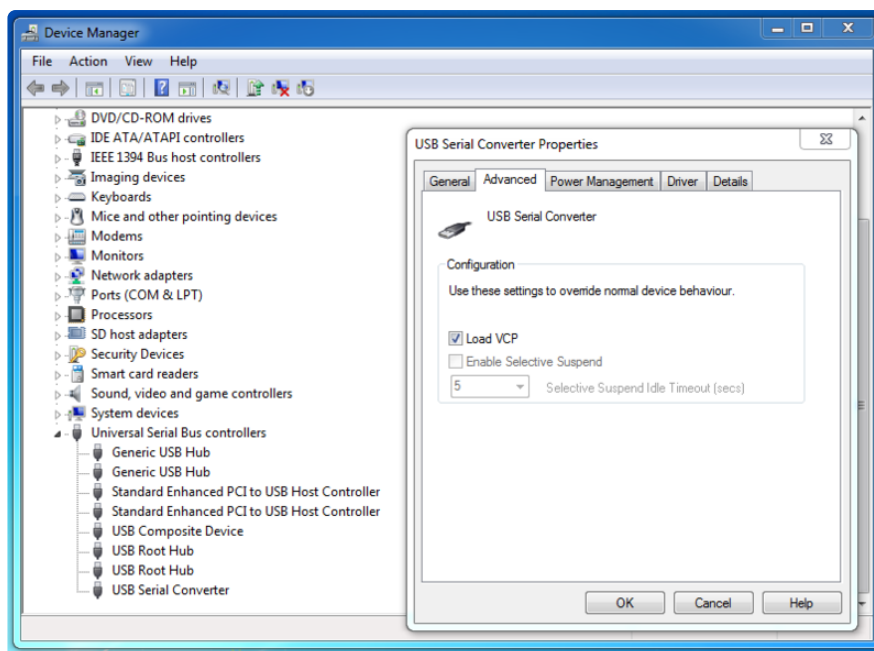 Device Manager
File Action View Help
DVD/CD-ROM drives
IDE ATA/ATAPI controllers
IEEE 1394 Bus host controllers
Imaging devices
Keyboards
Mice and other pointing devices
Modems
Monitors
Network adapters
Ports (COM & LPT)
Processors
SD host adapters
Security Devices
Smart card readers
Sound, video and game controllers
System devices
Universal Serial Bus controllers
Generic USB Hub
Generic USB Hub
Standard Enhanced PCI to USB Host Controller
Standard Enhanced PCI to USB Host Controller
USB Composite Device
USB Root Hub
USB Root Hub
USB Serial Converter
USB Serial Converter Properties
General Advanced Power Management Driver Details
USB Serial Converter
Configuration
Use these settings to override normal device behaviour.
Load VCP
Enable Selective Suspend
5 Selective Suspend Idle Timeout (secs)
OK Cancel Help